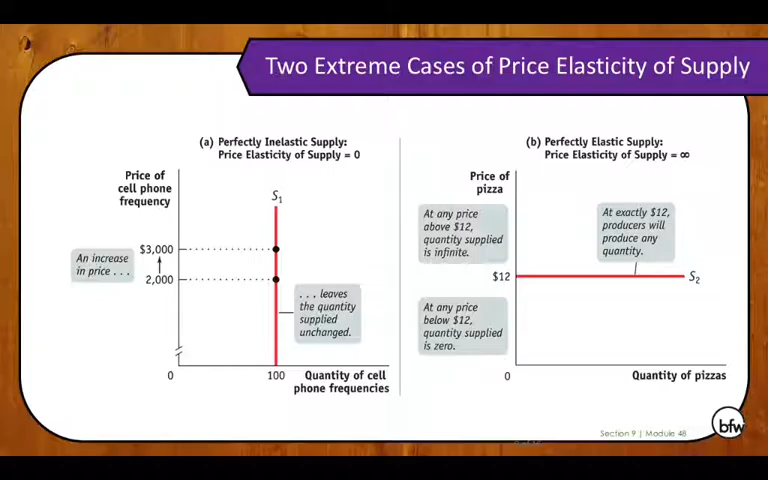 Two Extreme Cases of Price Elasticity of Supply
(a) Perfectly Inelastic Supply:
Price Elasticity of Supply = 0
Price of
cell phone
frequency
S1
$3,000
2,000
An increase
in price . . .
. . . leaves
the quantity
supplied
unchanged.
0
100
Quantity of cell
phone frequencies
(b) Perfectly Elastic Supply:
Price Elasticity of Supply = ∞
Price of
pizza
At any price
above $12,
quantity supplied
is infinite.
At exactly $12,
producers will
produce any
quantity.
$12
S2
At any price
below $12,
quantity supplied
is zero.
0
Quantity of pizzas
Section 9 | Module 48
bfw